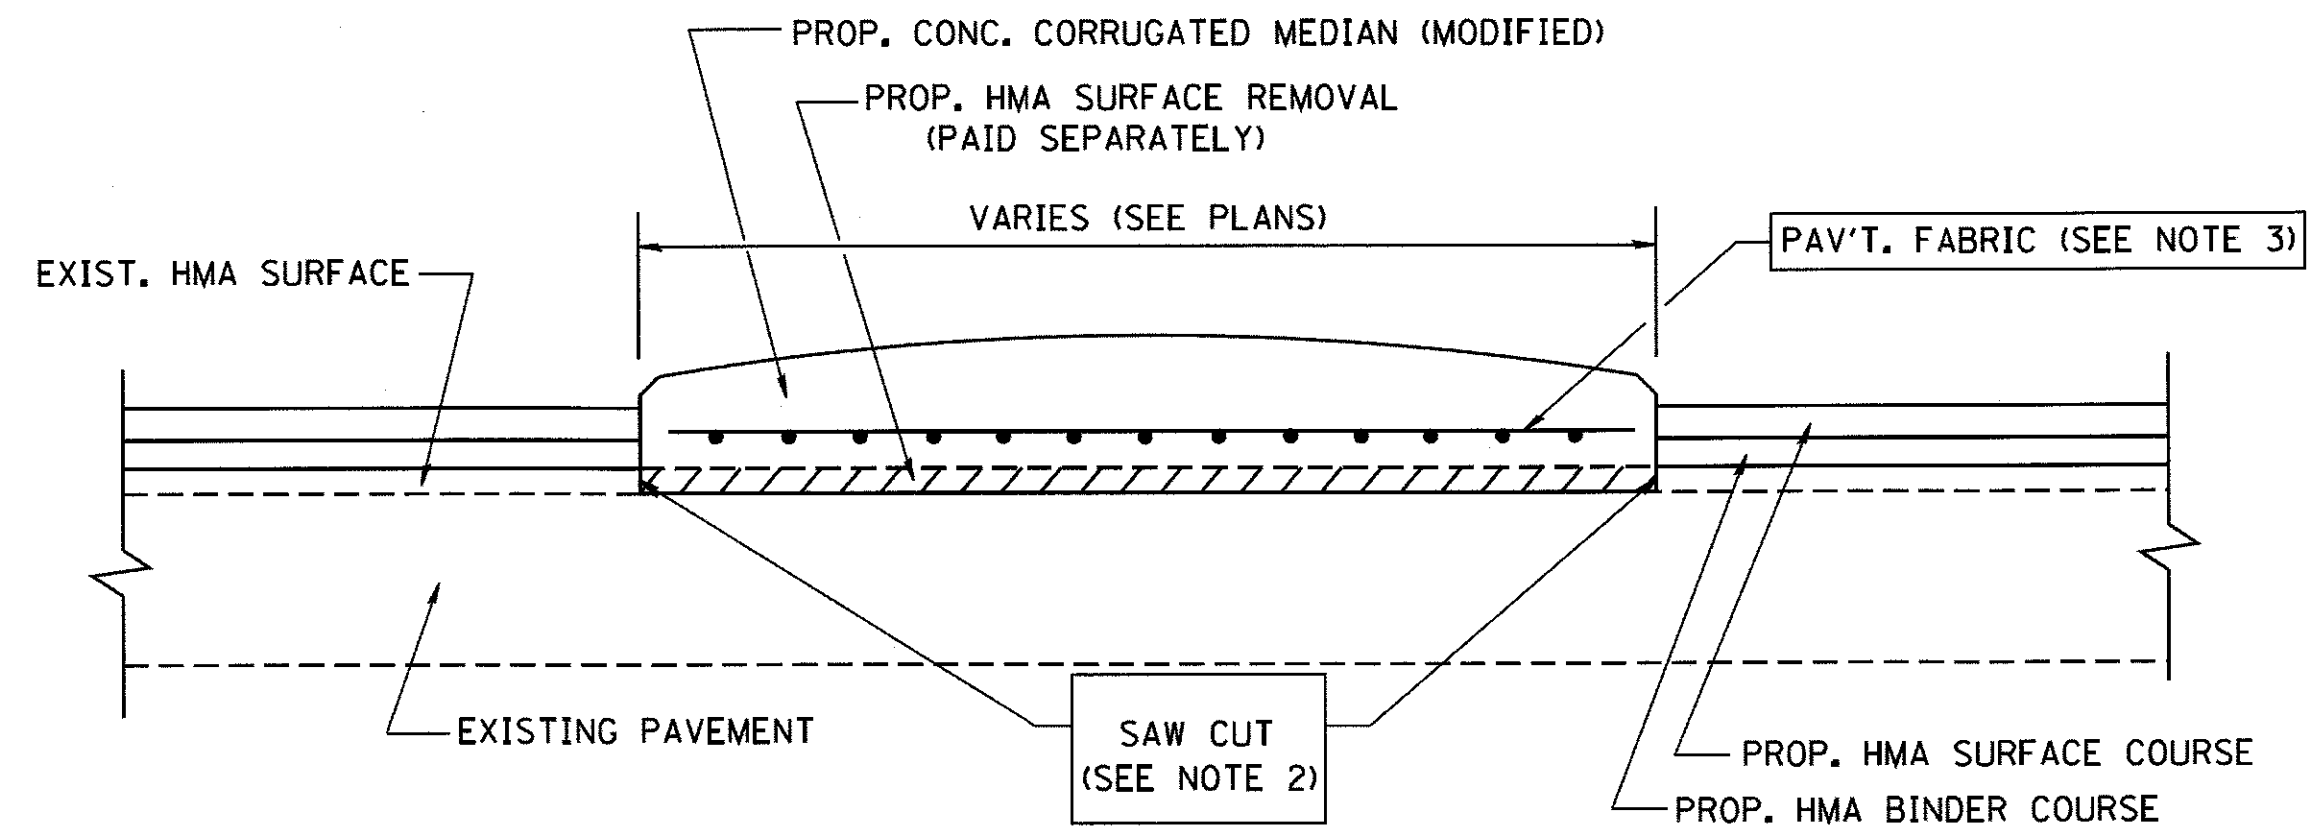 PROP. CONC. CORRUGATED MEDIAN (MODIFIED)
PROP. HMA SURFACE REMOVAL
(PAID SEPARATELY)
VARIES (SEE PLANS)
PAV'T. FABRIC (SEE NOTE 3)
EXIST. HMA SURFACE
EXISTING PAVEMENT
SAW CUT
(SEE NOTE 2)
PROP. HMA SURFACE COURSE
PROP. HMA BINDER COURSE